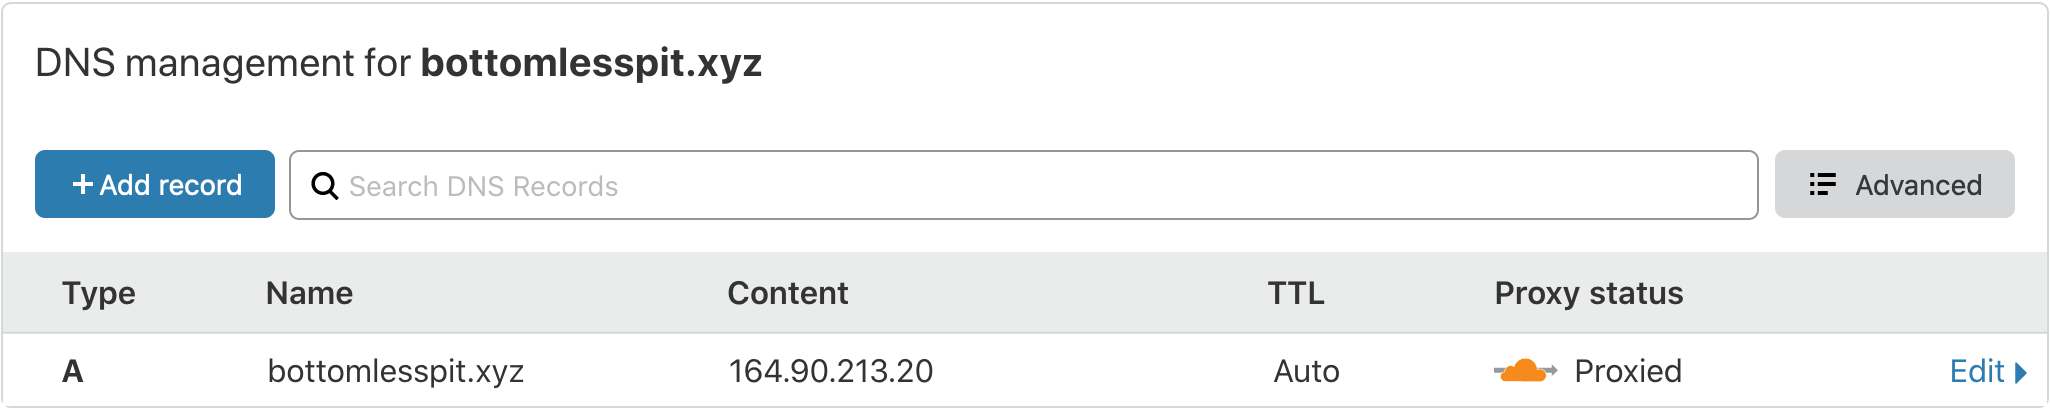 DNS management for bottomlesspit.xyz
+ Add record
Search DNS Records
Advanced
Type Name Content TTL Proxy status
A bottomlesspit.xyz 164.90.213.20 Auto Proxied Edit